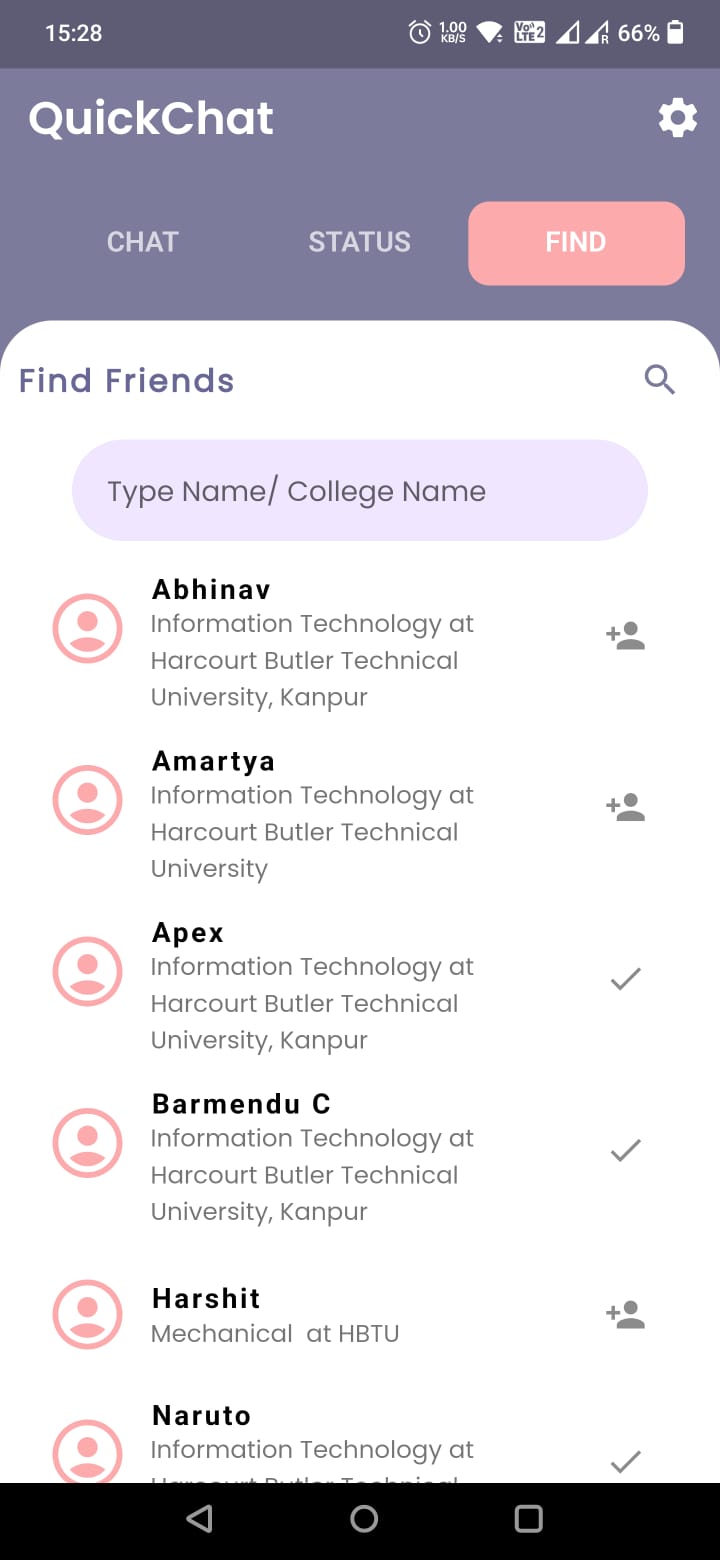 15:28
1.00
KB/S
Vo))
LTE2
R
66%
QuickChat
CHAT
STATUS
FIND
Find Friends
Type Name/ College Name
Abhinav
Information Technology at
Harcourt Butler Technical
University, Kanpur
Amartya
Information Technology at
Harcourt Butler Technical
University
Apex
Information Technology at
Harcourt Butler Technical
University, Kanpur
Barmendu C
Information Technology at
Harcourt Butler Technical
University, Kanpur
Harshit
Mechanical  at HBTU
Naruto
Information Technology at
Harcourt Butler Technical